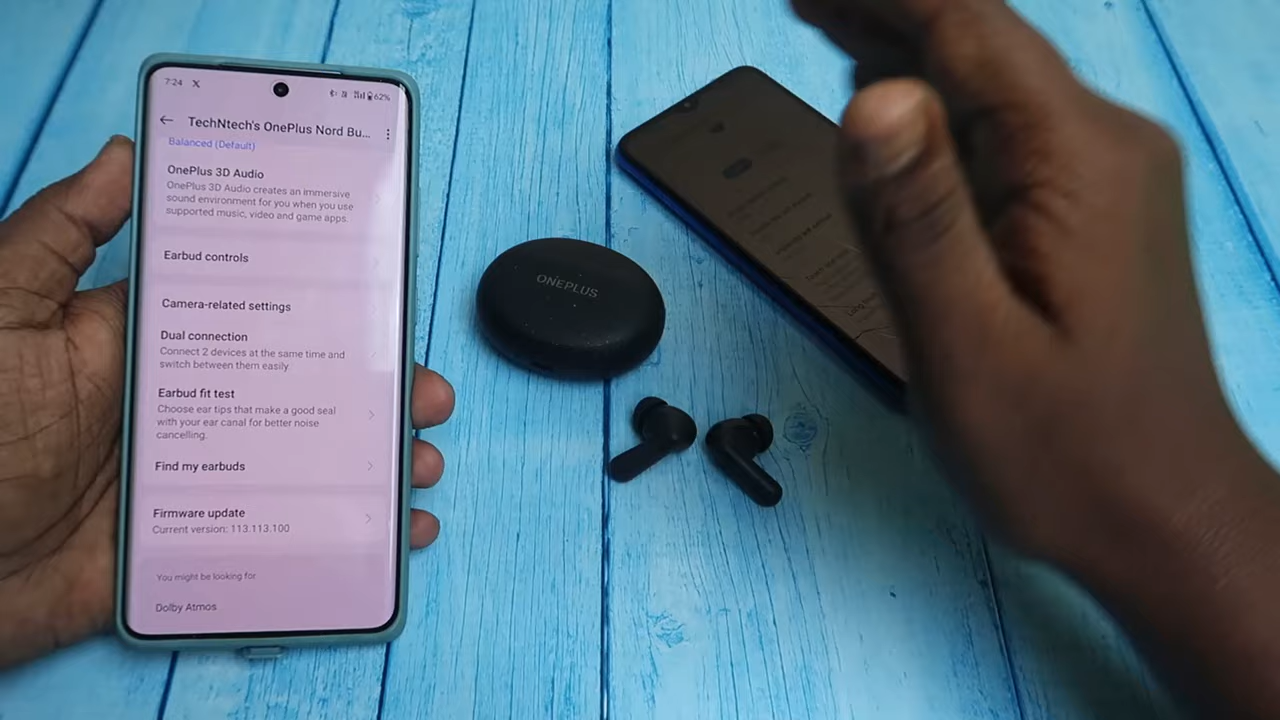 7:24
62%
TechNtech's OnePlus Nord Bu...
Balanced (Default)
OnePlus 3D Audio
OnePlus 3D Audio creates an immersive
sound environment for you when you use
supported music, video and game apps.
Earbud controls
Camera-related settings
Dual connection
Connect 2 devices at the same time and
switch between them easily.
Earbud fit test
Choose ear tips that make a good seal
with your ear canal for better noise
cancelling.
Find my earbuds
Firmware update
Current version: 113.113.100
You might be looking for
Dolby Atmos
ONEPLUS